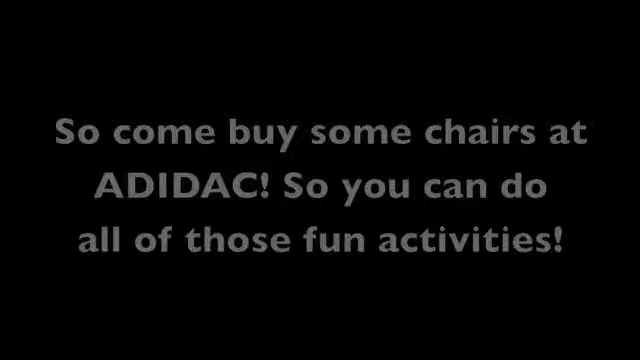 So come buy some chairs at
ADIDAC! So you can do
all of those fun activities!